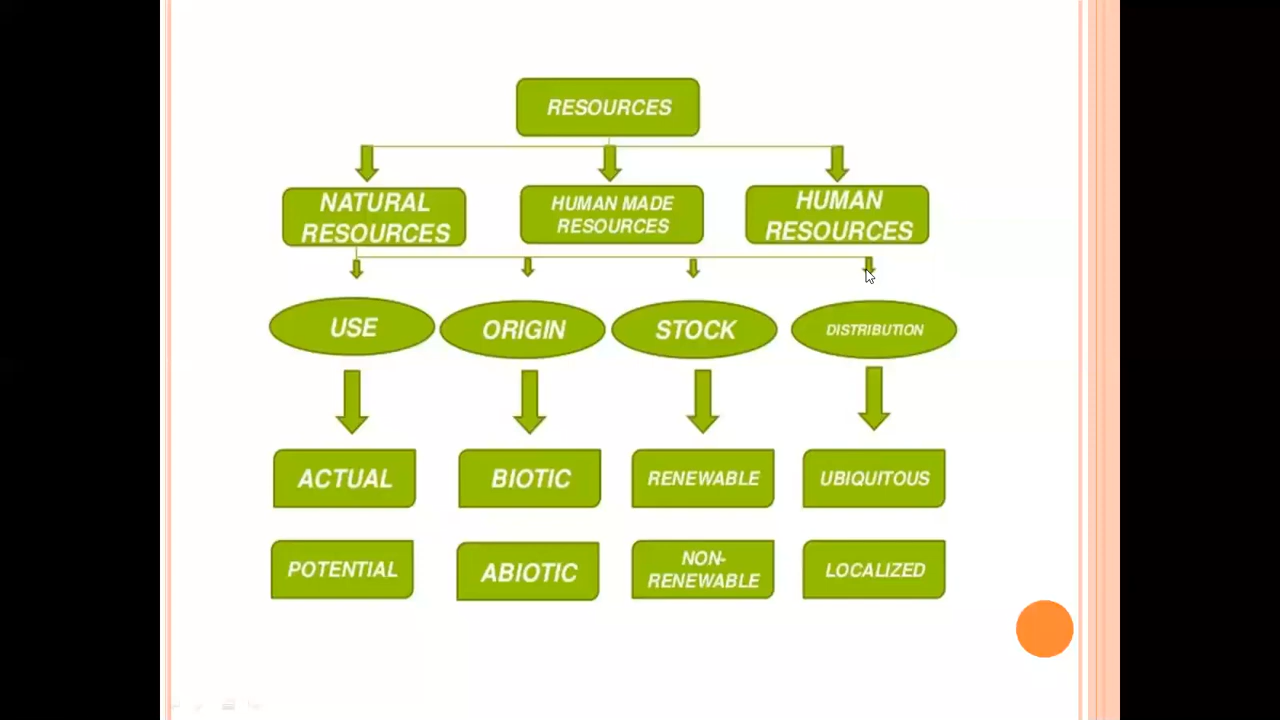 RESOURCES
NATURAL
RESOURCES
HUMAN MADE
RESOURCES
HUMAN
RESOURCES
USE
ORIGIN
STOCK
DISTRIBUTION
ACTUAL
BIOTIC
RENEWABLE
UBIQUITOUS
POTENTIAL
ABIOTIC
NON-
RENEWABLE
LOCALIZED